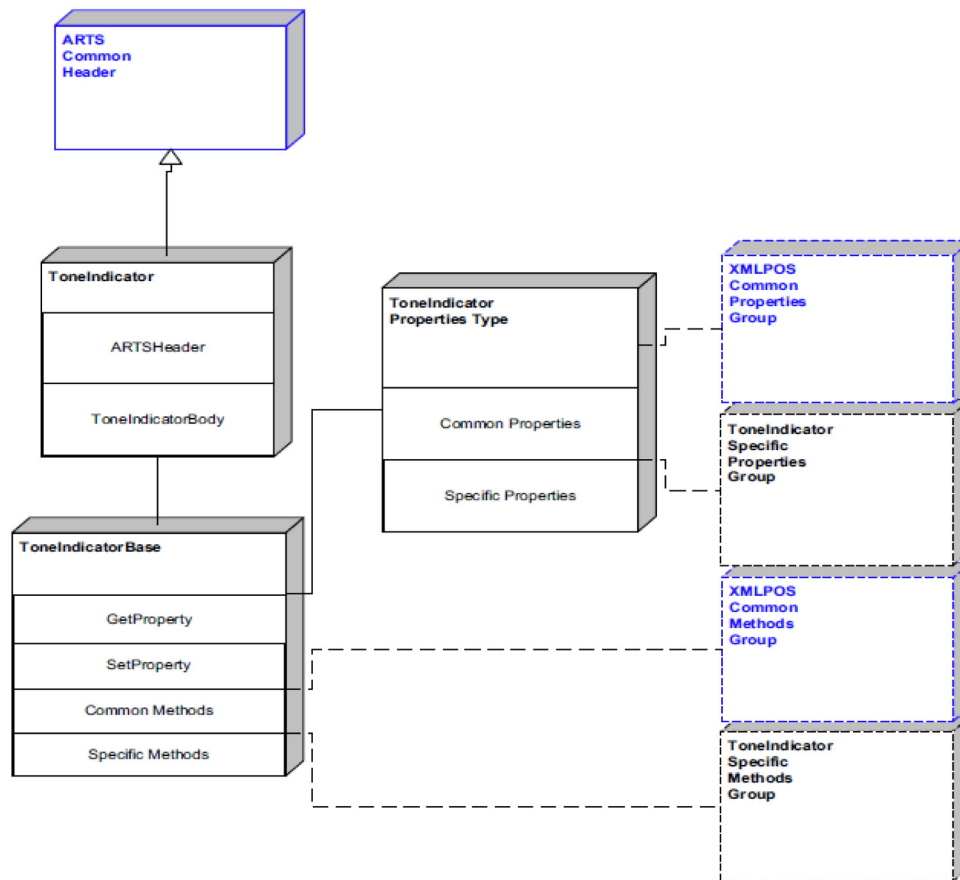 ARTS
Common
Header
ToneIndicator
ARTSHeader
ToneIndicatorBody
ToneIndicator
Properties Type
Common Properties
Specific Properties
XMLPOS
Common
Properties
Group
ToneIndicator
Specific
Properties
Group
ToneIndicatorBase
GetProperty
SetProperty
Common Methods
Specific Methods
XMLPOS
Common
Methods
Group
ToneIndicator
Specific
Methods
Group